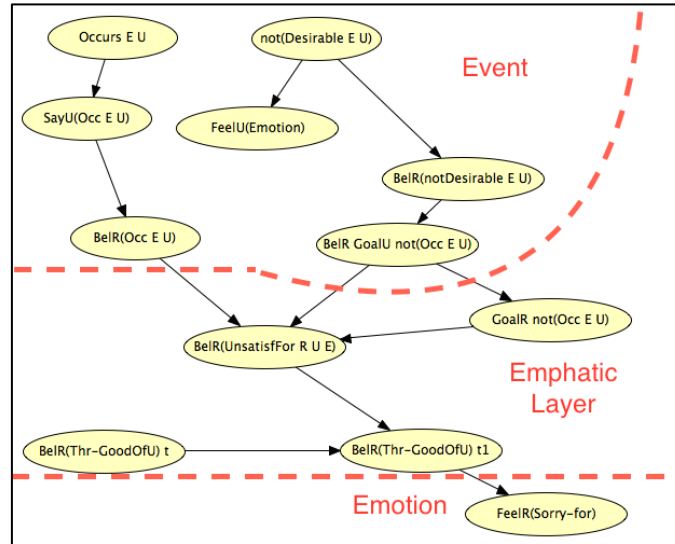 Occurs E U
not(Desirable E U)
Event
SayU(Occ E U)
FeelU(Emotion)
BelR(notDesirable E U)
BelR(Occ E U)
BelR GoalU not(Occ E U)
GoalR not(Occ E U)
BelR(UnsatisfFor R U E)
Emphatic
Layer
BelR(Thr-GoodOfU) t
BelR(Thr-GoodOfU) t1
Emotion
FeelR(Sorry-for)